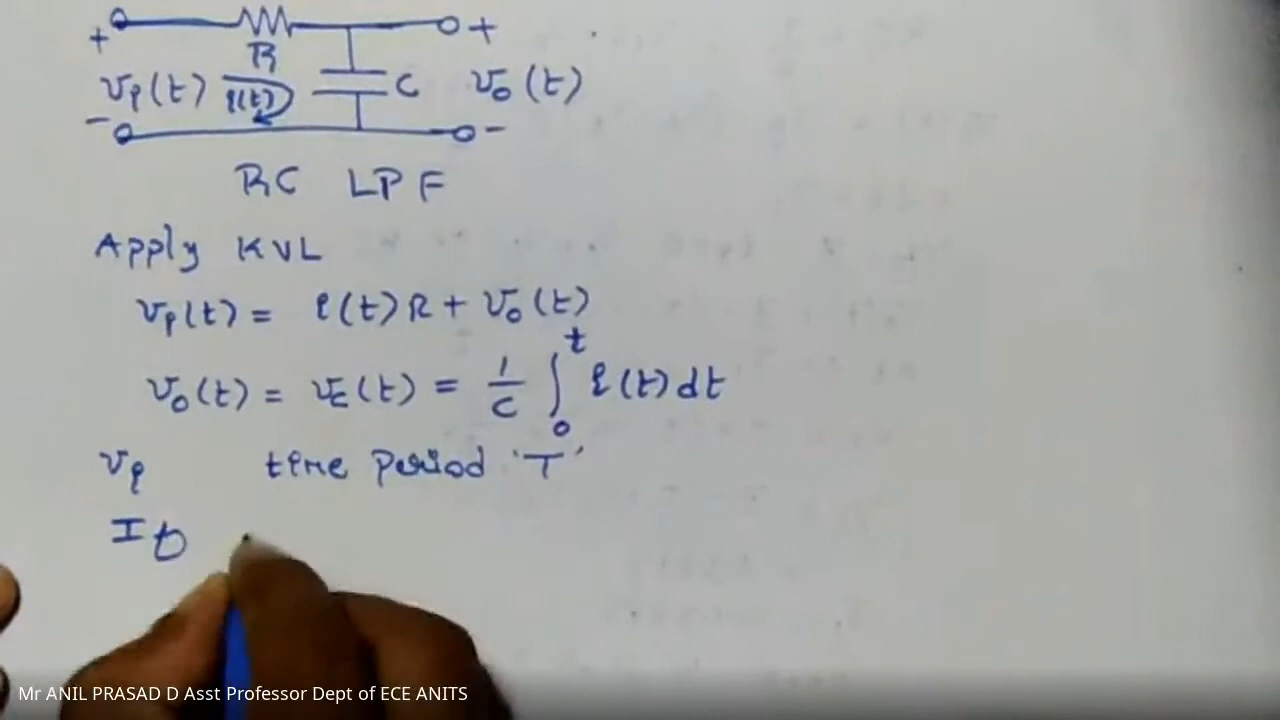 + +
R
vi(t) i(t) C vo(t)
- -
RC LPF
Apply KVL
vi(t) = i(t)R + vo(t)
vo(t) = vc(t) = 1/C ∫₀ᵗ i(t)dt
vi time period 'T'
If
Mr ANIL PRASAD D Asst Professor Dept of ECE ANITS